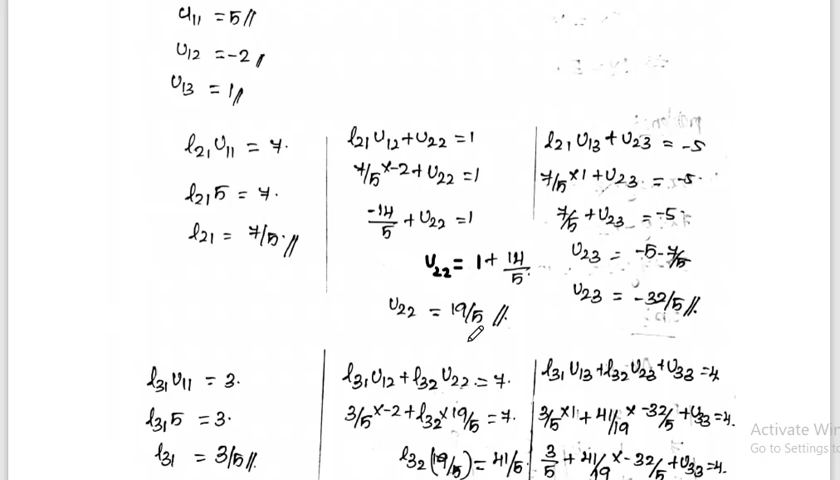 U11 = 5//
U12 = -2//
U13 = 1//
l21 U11 = 7.
l21 5 = 7.
l21 = 7/5.//
l21 U12 + U22 = 1
7/5 x -2 + U22 = 1
-14/5 + U22 = 1
U22 = 1 + 14/5.
U22 = 19/5 //.
l21 U13 + U23 = -5
7/5 x 1 + U23 = -5.
7/5 + U23 = -5
U23 = -5 - 7/5
U23 = -32/5 //.
l31 U11 = 3.
l31 5 = 3.
l31 = 3/5//.
l31 U12 + l32 U22 = 7.
3/5 x -2 + l32 x 19/5 = 7.
l32 (19/5) = 41/5.
l31 U13 + l32 U23 + U33 = 4
3/5 x 1 + 41/19 x -32/5 + U33 = 4.
3/5 + 41/19 x -32/5 + U33 = 4.
Activate Win
Go to Settings to